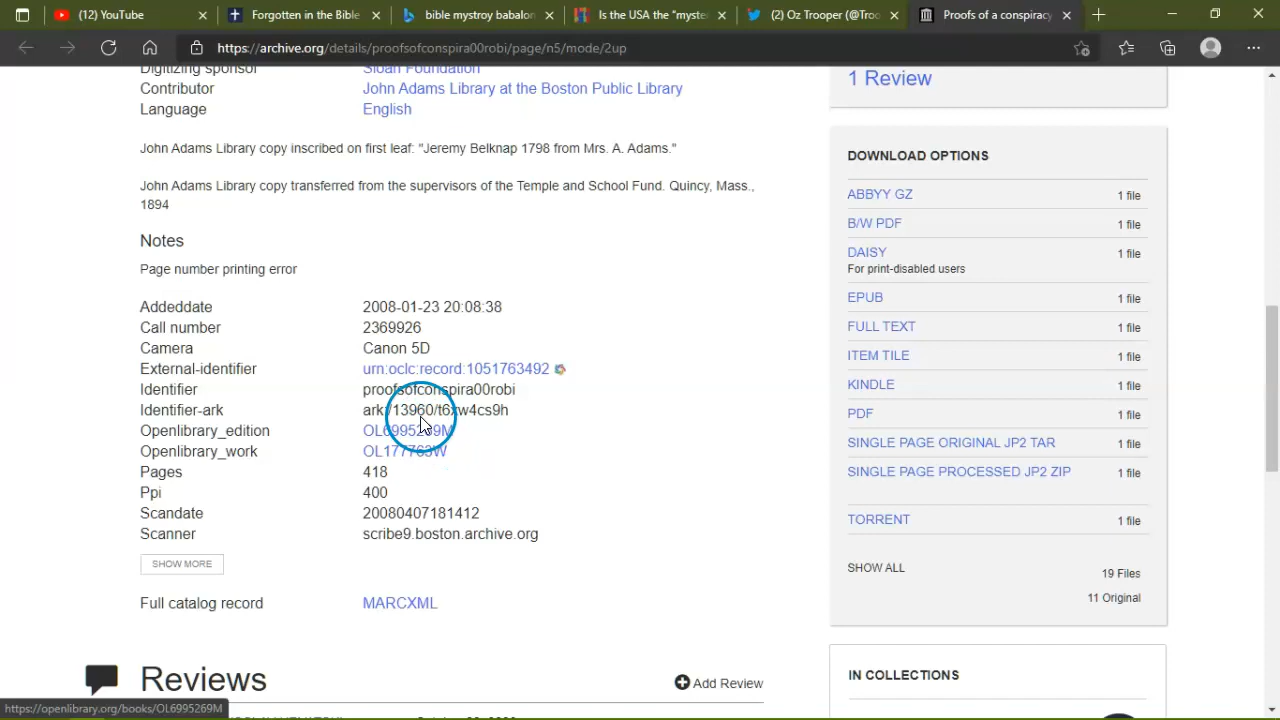 (12) YouTube
Forgotten in the Bible
bible mystroy babalon
Is the USA the "myste
(2) Oz Trooper (@Troo
Proofs of a conspiracy
https://archive.org/details/proofsofconspira00robi/page/n5/mode/2up
Digitizing sponsor Sloan Foundation
Contributor John Adams Library at the Boston Public Library
Language English
John Adams Library copy inscribed on first leaf: "Jeremy Belknap 1798 from Mrs. A. Adams."
John Adams Library copy transferred from the supervisors of the Temple and School Fund. Quincy, Mass.,
1894
Notes
Page number printing error
Addeddate 2008-01-23 20:08:38
Call number 2369926
Camera Canon 5D
External-identifier urn:oclc:record:1051763492
Identifier proofsofconspira00robi
Identifier-ark ark:/13960/t6xw4cs9h
Openlibrary_edition OL6995269M
Openlibrary_work OL177763W
Pages 418
Ppi 400
Scandate 20080407181412
Scanner scribe9.boston.archive.org
SHOW MORE
Full catalog record MARCXML
Reviews
Add Review
1 Review
DOWNLOAD OPTIONS
ABBYY GZ 1 file
B/W PDF 1 file
DAISY 1 file
For print-disabled users
EPUB 1 file
FULL TEXT 1 file
ITEM TILE 1 file
KINDLE 1 file
PDF 1 file
SINGLE PAGE ORIGINAL JP2 TAR 1 file
SINGLE PAGE PROCESSED JP2 ZIP 1 file
TORRENT 1 file
SHOW ALL 19 Files
11 Original
IN COLLECTIONS
https://openlibrary.org/books/OL6995269M